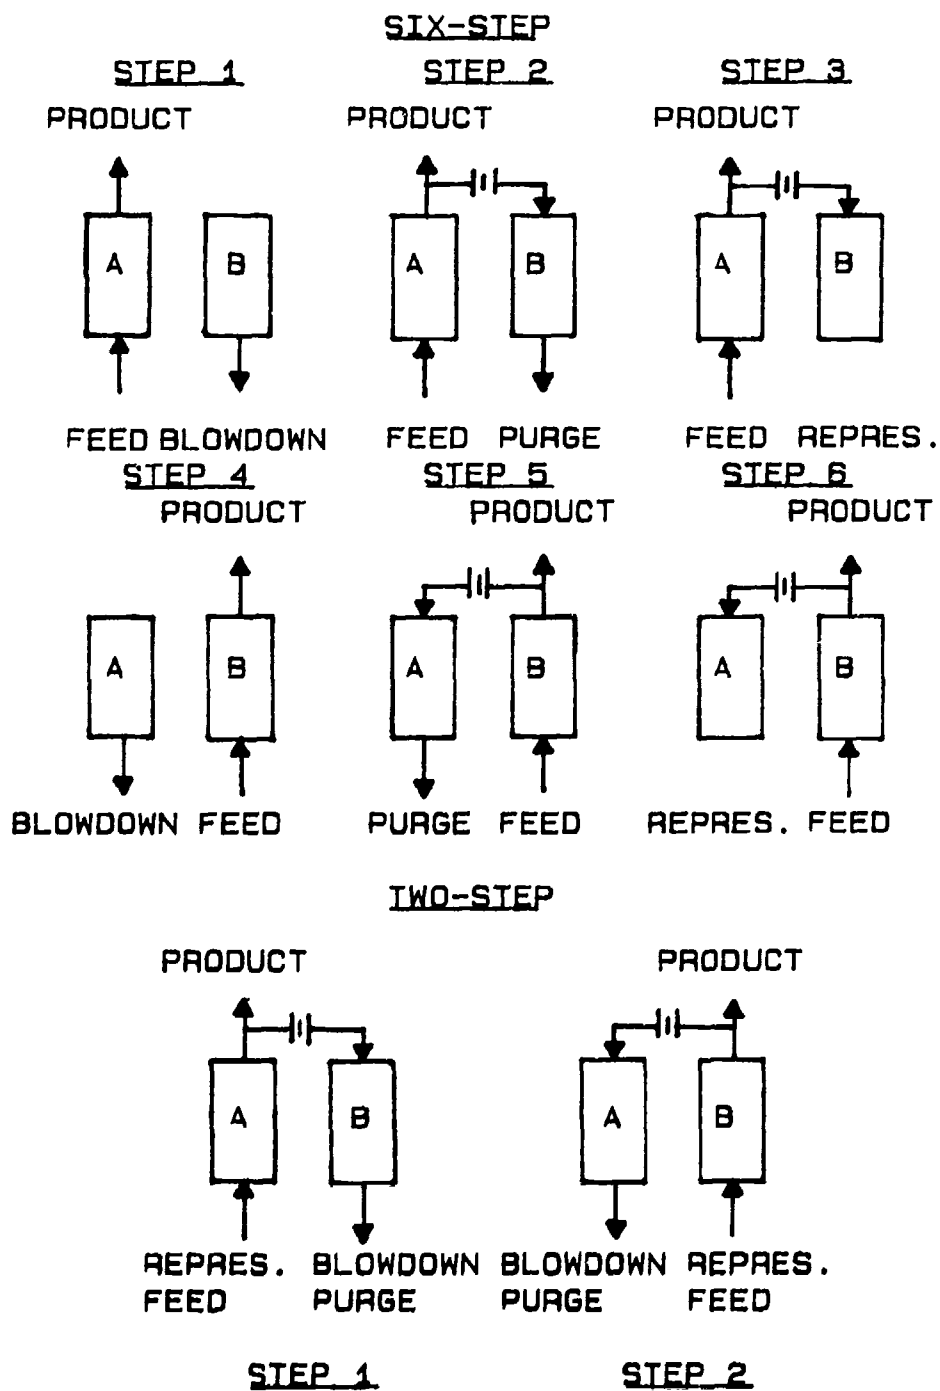 SIX-STEP
STEP 1 STEP 2 STEP 3
PRODUCT PRODUCT PRODUCT
A B A B A B
FEED BLOWDOWN FEED PURGE FEED REPRES.
STEP 4 STEP 5 STEP 6
PRODUCT PRODUCT PRODUCT
A B A B A B
BLOWDOWN FEED PURGE FEED REPRES. FEED
TWO-STEP
PRODUCT PRODUCT
A B A B
REPRES. BLOWDOWN BLOWDOWN REPRES.
FEED PURGE PURGE FEED
STEP 1 STEP 2